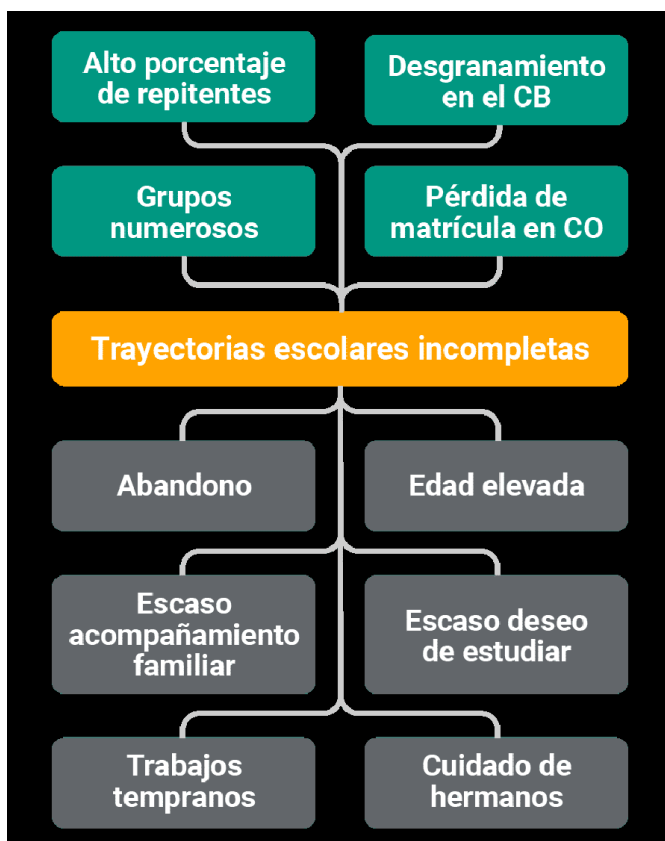 Alto porcentaje
de repitentes
Desgranamiento
en el CB
Grupos
numerosos
Pérdida de
matrícula en CO
Trayectorias escolares incompletas
Abandono
Edad elevada
Escaso
acompañamiento
familiar
Escaso deseo
de estudiar
Trabajos
tempranos
Cuidado de
hermanos